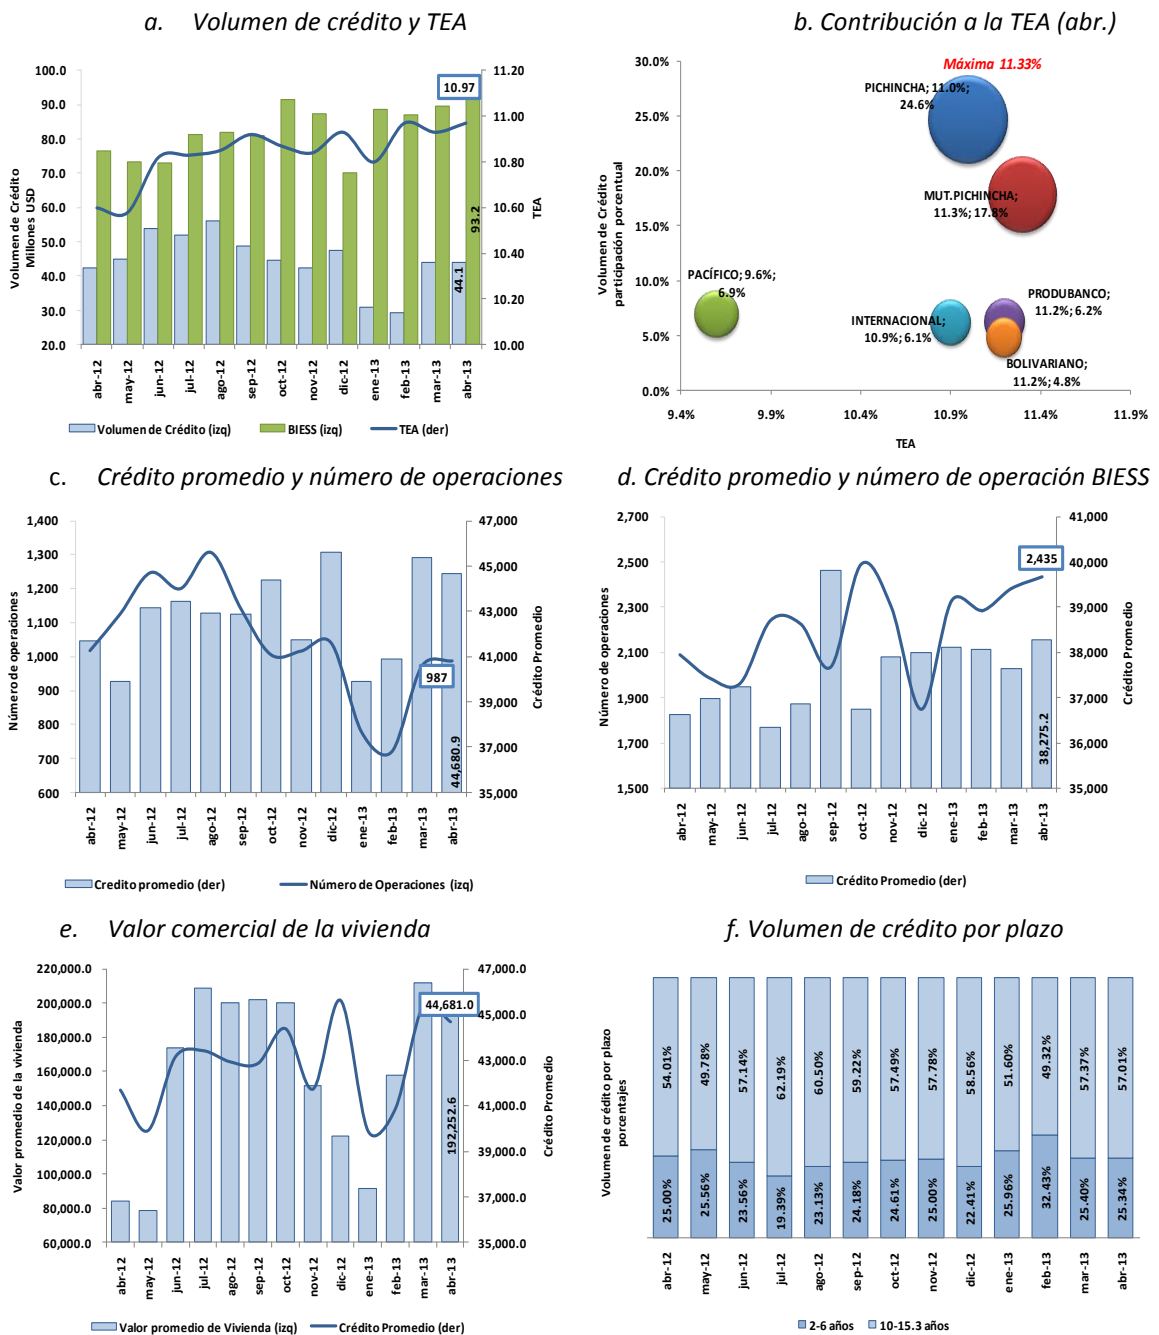 a. Volumen de crédito y TEA
100.0
90.0
80.0
70.0
60.0
50.0
40.0
30.0
20.0
Volumen de Crédito
Millones USD
11.20
11.00
10.80
10.60
10.40
10.20
10.00
TEA
10.97
93.2
44.1
abr-12
may-12
jun-12
jul-12
ago-12
sep-12
oct-12
nov-12
dic-12
ene-13
feb-13
mar-13
abr-13
Volumen de Crédito (izq)
BIESS (izq)
TEA (der)
b. Contribución a la TEA (abr.)
30.0%
25.0%
20.0%
15.0%
10.0%
5.0%
0.0%
Volumen de Crédito
participación porcentual
Máxima 11.33%
PICHINCHA; 11.0%;
24.6%
MUT.PICHINCHA;
11.3%; 17.8%
PACÍFICO; 9.6%;
6.9%
INTERNACIONAL;
10.9%; 6.1%
PRODUBANCO;
11.2%; 6.2%
BOLIVARIANO;
11.2%; 4.8%
9.4%
9.9%
10.4%
10.9%
11.4%
11.9%
TEA
c. Crédito promedio y número de operaciones
1,400
1,300
1,200
1,100
1,000
900
800
700
600
Número de operaciones
47,000
45,000
43,000
41,000
39,000
37,000
35,000
Crédito Promedio
987
44,680.9
abr-12
may-12
jun-12
jul-12
ago-12
sep-12
oct-12
nov-12
dic-12
ene-13
feb-13
mar-13
abr-13
Credito promedio (der)
Número de Operaciones (izq)
d. Crédito promedio y número de operación BIESS
2,700
2,500
2,300
2,100
1,900
1,700
1,500
Número de operaciones
41,000
40,000
39,000
38,000
37,000
36,000
35,000
Crédito Promedio
2,435
38,275.2
abr-12
may-12
jun-12
jul-12
ago-12
sep-12
oct-12
nov-12
dic-12
ene-13
feb-13
mar-13
abr-13
Crédito Promedio (der)
e. Valor comercial de la vivienda
220,000.0
200,000.0
180,000.0
160,000.0
140,000.0
120,000.0
100,000.0
80,000.0
60,000.0
Valor promedio de la vivienda
47,000.0
45,000.0
43,000.0
41,000.0
39,000.0
37,000.0
35,000.0
Crédito Promedio
44,681.0
192,252.6
abr-12
may-12
jun-12
jul-12
ago-12
sep-12
oct-12
nov-12
dic-12
ene-13
feb-13
mar-13
abr-13
Valor promedio de Vivienda (izq)
Crédito Promedio (der)
f. Volumen de crédito por plazo
Volumen de crédito por plazo
porcentajes
54.01%
49.78%
57.14%
62.19%
60.50%
59.22%
57.49%
57.78%
58.56%
51.60%
49.32%
57.37%
57.01%
25.00%
25.56%
23.56%
19.39%
23.13%
24.18%
24.61%
25.00%
22.41%
25.96%
32.43%
25.40%
25.34%
abr-12
may-12
jun-12
jul-12
ago-12
sep-12
oct-12
nov-12
dic-12
ene-13
feb-13
mar-13
abr-13
2-6 años
10-15.3 años